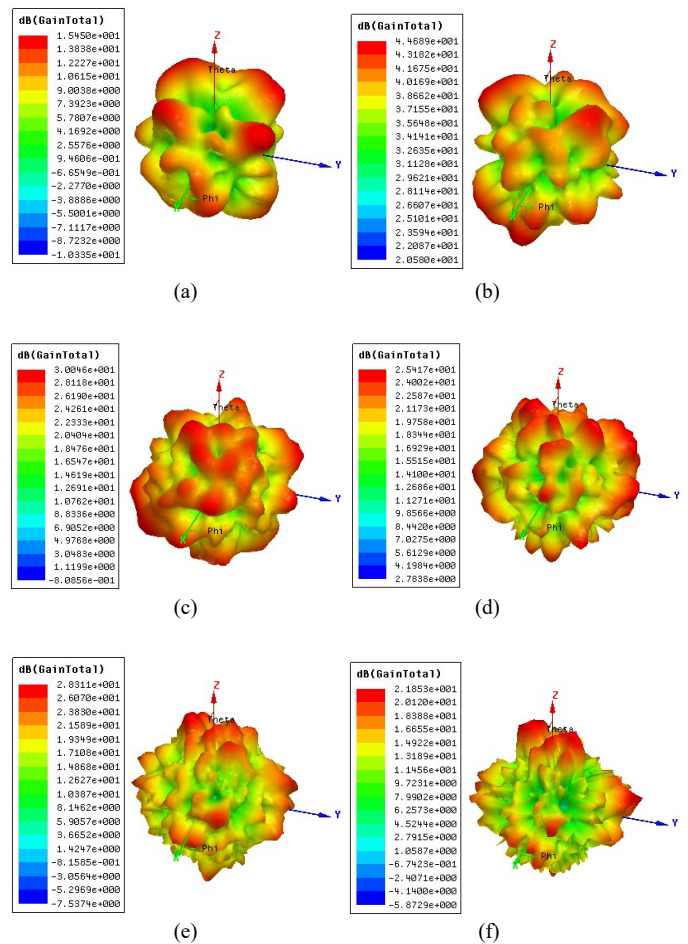 dB(GainTotal)
1.5450e+001
1.3838e+001
1.2227e+001
1.0615e+001
9.0038e+000
7.3923e+000
5.7807e+000
4.1692e+000
2.5576e+000
9.4606e-001
-6.6549e-001
-2.2770e+000
-3.8886e+000
-5.5001e+000
-7.1117e+000
-8.7232e+000
-1.0335e+001
Z
Theta
Y
Phi
X
(a)
dB(GainTotal)
4.4689e+001
4.3182e+001
4.1675e+001
4.0169e+001
3.8662e+001
3.7155e+001
3.5648e+001
3.4141e+001
3.2635e+001
3.1128e+001
2.9621e+001
2.8114e+001
2.6607e+001
2.5101e+001
2.3594e+001
2.2087e+001
2.0580e+001
Z
Theta
Y
Phi
(b)
dB(GainTotal)
3.0046e+001
2.8118e+001
2.6190e+001
2.4261e+001
2.2333e+001
2.0404e+001
1.8476e+001
1.6547e+001
1.4619e+001
1.2691e+001
1.0762e+001
8.8336e+000
6.9052e+000
4.9768e+000
3.0483e+000
1.1199e+000
-8.0856e-001
Z
Theta
Y
Phi
(c)
dB(GainTotal)
2.5417e+001
2.4002e+001
2.2587e+001
2.1173e+001
1.9758e+001
1.8344e+001
1.6929e+001
1.5515e+001
1.4100e+001
1.2686e+001
1.1271e+001
9.8566e+000
8.4420e+000
7.0275e+000
5.6129e+000
4.1984e+000
2.7838e+000
Z
Theta
Y
Phi
(d)
dB(GainTotal)
2.8311e+001
2.6070e+001
2.3830e+001
2.1589e+001
1.9349e+001
1.7108e+001
1.4868e+001
1.2627e+001
1.0387e+001
8.1462e+000
5.9057e+000
3.6652e+000
1.4247e+000
-8.1585e-001
-3.0564e+000
-5.2969e+000
-7.5374e+000
Z
Theta
Y
Phi
(e)
dB(GainTotal)
2.1853e+001
2.0120e+001
1.8388e+001
1.6655e+001
1.4922e+001
1.3189e+001
1.1456e+001
9.7231e+000
7.9902e+000
6.2573e+000
4.5244e+000
2.7915e+000
1.0587e+000
-6.7423e-001
-2.4071e+000
-4.1400e+000
-5.8729e+000
Z
Theta
Y
Phi
(f)